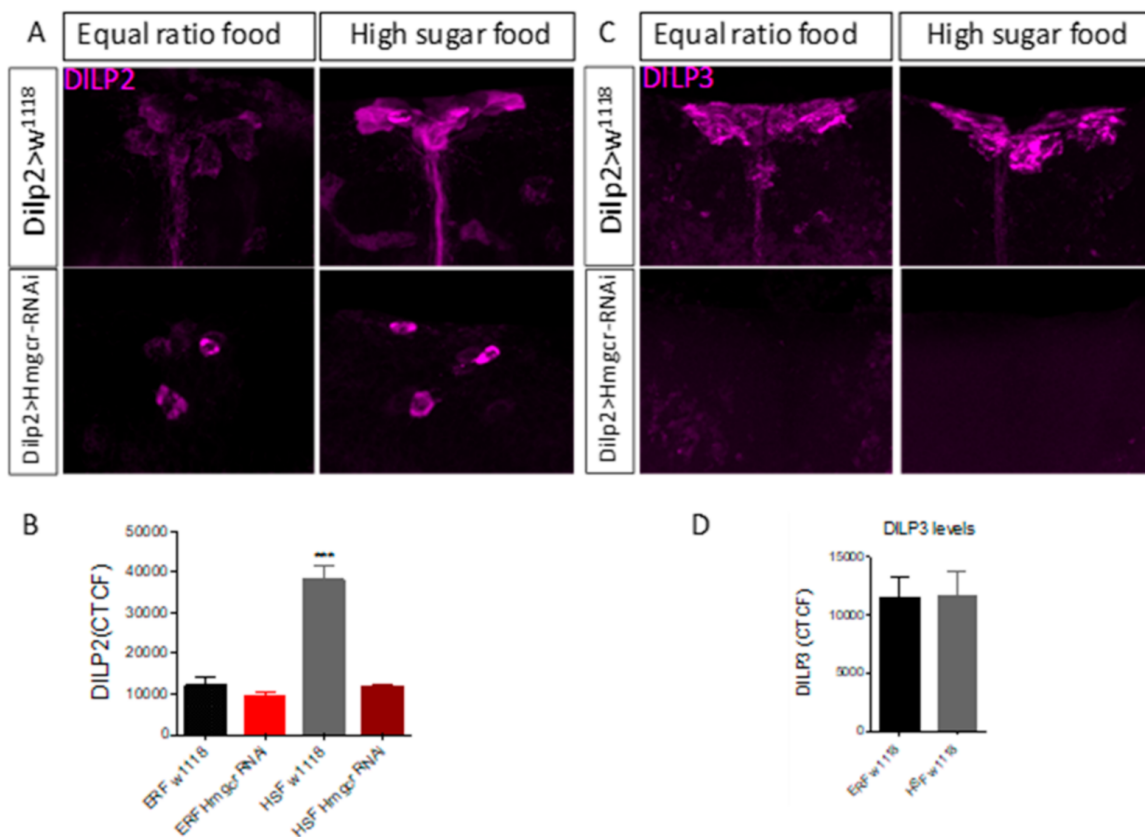 A
Equal ratio food
High sugar food
C
Equal ratio food
High sugar food
Dilp2>w1118
DILP2
DILP3
Dilp2>w1118
Dilp2>Hmgcr-RNAi
Dilp2>Hmgcr-RNAi
B
50000
40000
30000
20000
10000
0
DILP2(CTCF)
***
ERF w1118
ERF Hmgcr RNAi
HSF w1118
HSF Hmgcr RNAi
D
DILP3 levels
15000
10000
5000
0
DILP3 (CTCF)
ERF w1118
HSF w1118